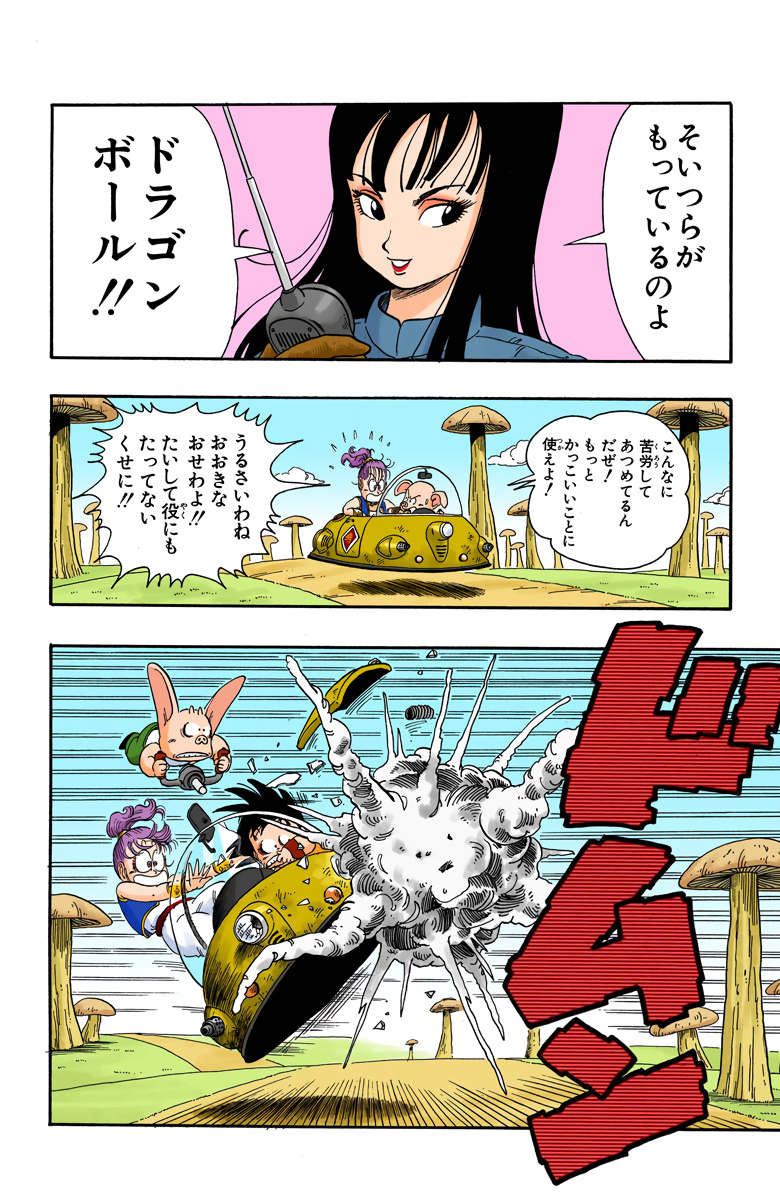 そいつらが
もっているのよ
ドラゴン
ボール!!
こんなに
苦労して
あつめてるん
だぜ!
もっと
かっこいいことに
使えよ!
うるさいわね
おおきな
おせわよ!!
たいして役にも
たってない
くせに!!
ドドムン